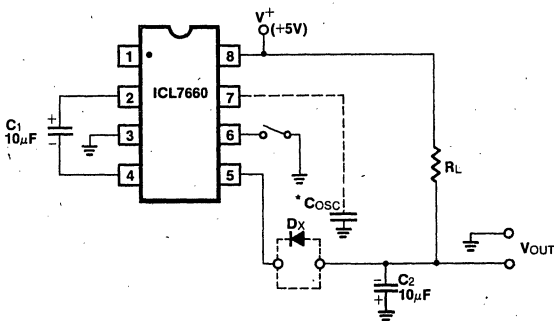 V+
(+5V)
1
8
ICL7660
2
7
C1
10µF
+
-
3
6
4
5
RL
* COSC
DX
VOUT
-
C2
+
10µF